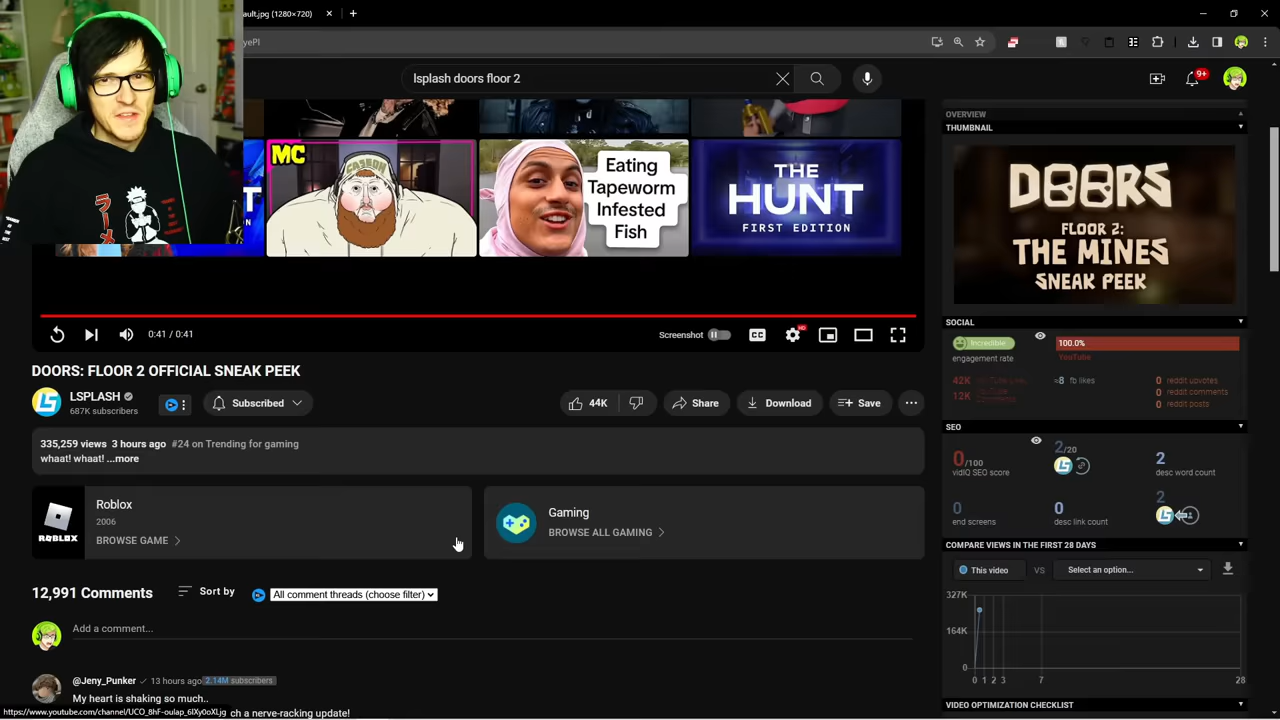 ault.jpg (1280×720)
yePI
lsplash doors floor 2
9+
OVERVIEW
THUMBNAIL
MC
Eating
Tapeworm
Infested
Fish
THE
HUNT
FIRST EDITION
DOORS
FLOOR 2:
THE MINES
SNEAK PEEK
0:41 / 0:41
Screenshot
CC
HD
SOCIAL
Incredible
engagement rate
100.0%
YouTube
42K
12K
≈8 fb likes
0 reddit upvotes
0 reddit comments
0 reddit posts
DOORS: FLOOR 2 OFFICIAL SNEAK PEEK
LSPLASH
687K subscribers
Subscribed
44K
Share
Download
Save
335,259 views 3 hours ago #24 on Trending for gaming
whaat! whaat! ...more
SEO
0/100
vidIQ SEO score
2/20
2
desc word count
0
end screens
0
desc link count
2
ROBLOX
Roblox
2006
BROWSE GAME
Gaming
BROWSE ALL GAMING
COMPARE VIEWS IN THE FIRST 28 DAYS
This video VS Select an option...
327K
164K
0
0 1 2 3 7 28
12,991 Comments
Sort by
All comment threads (choose filter)
Add a comment...
@Jeny_Punker 13 hours ago 2.14M subscribers
My heart is shaking so much..
ch a nerve-racking update!
VIDEO OPTIMIZATION CHECKLIST